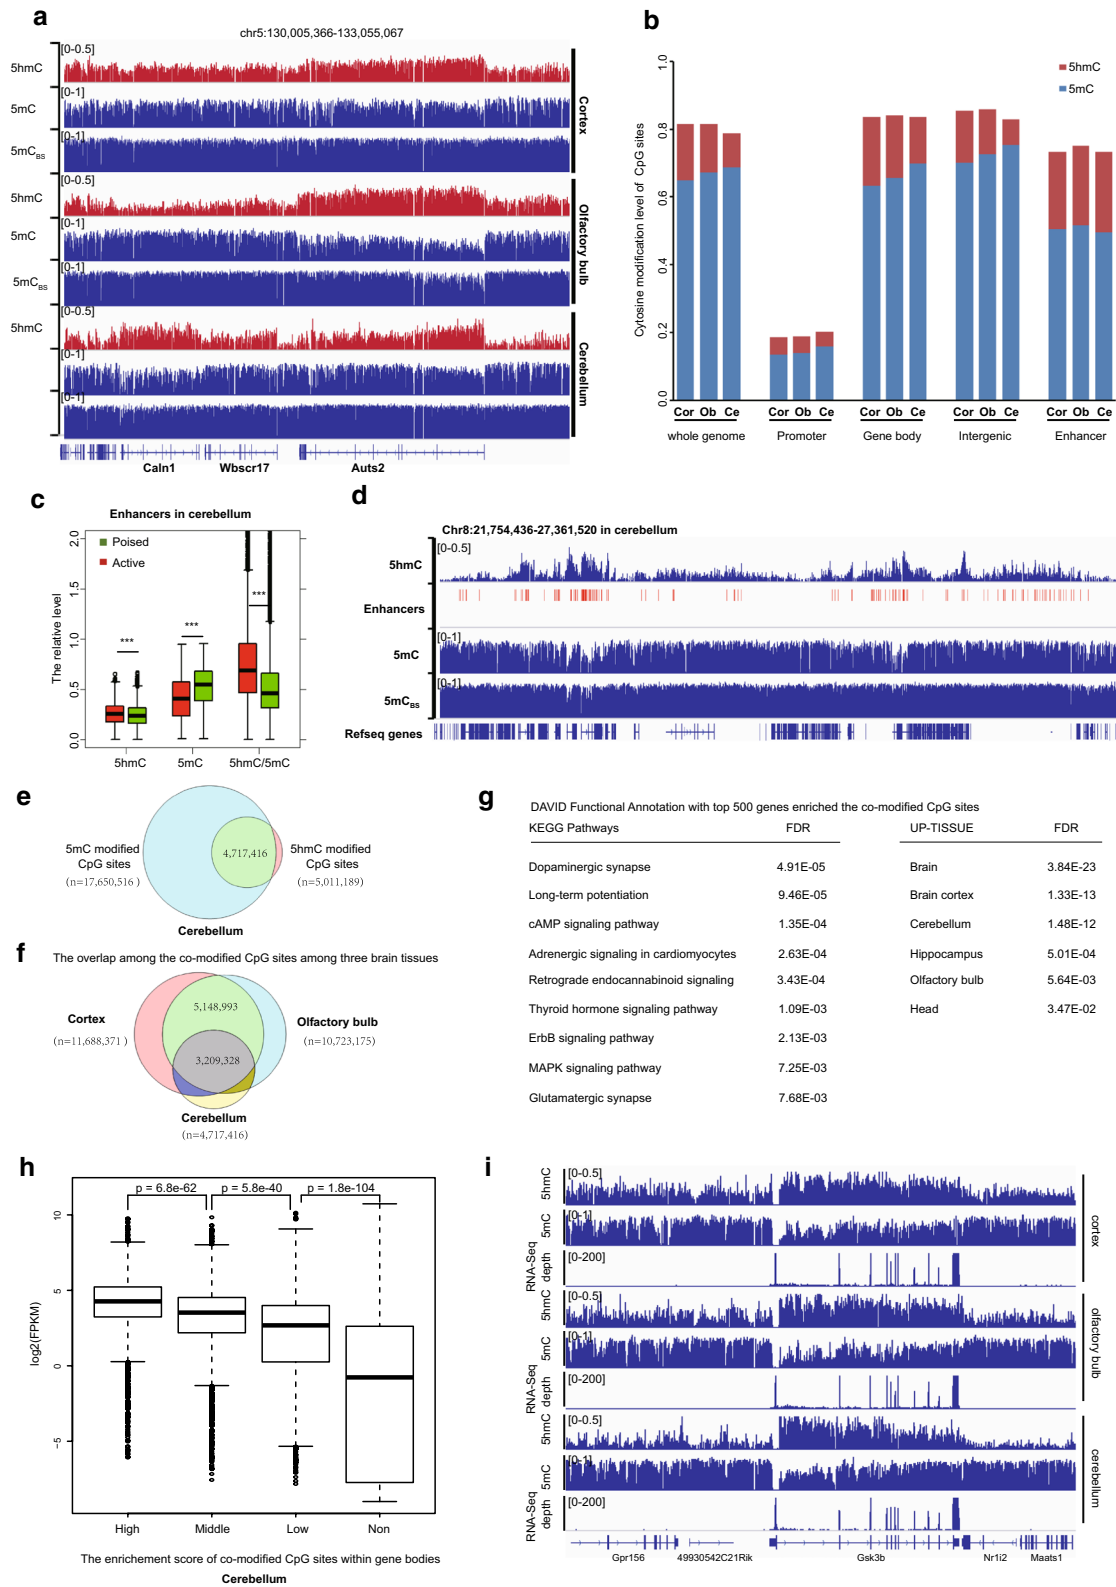 a
chr5:130,005,366-133,055,067
[0-0.5]
5hmC
[0-1]
5mC
[0-1]
5mCBS
Cortex
[0-0.5]
5hmC
[0-1]
5mC
[0-1]
5mCBS
Olfactory bulb
[0-0.5]
5hmC
[0-1]
[0-1]
Cerebellum
Caln1 Wbscr17 Auts2
b
5hmC
5mC
Cytosine modification level of CpG sites
1.0
0.8
0.6
0.4
0.2
0.0
Cor Ob Ce Cor Ob Ce Cor Ob Ce Cor Ob Ce Cor Ob Ce
whole genome Promoter Gene body Intergenic Enhancer
c
Enhancers in cerebellum
Poised
Active
The relative level
2.0
1.5
1.0
0.5
0.0
*** *** ***
5hmC 5mC 5hmC/5mC
d
Chr8:21,754,436-27,361,520 in cerebellum
[0-0.5]
5hmC
Enhancers
[0-1]
5mC
[0-1]
5mCBS
Refseq genes
e
5mC modified
CpG sites
(n=17,650,516 )
4,717,416
5hmC modified
CpG sites
(n=5,011,189)
Cerebellum
f
The overlap among the co-modified CpG sites among three brain tissues
Cortex
(n=11,688,371 )
5,148,993
3,209,328
Olfactory bulb
(n=10,723,175)
Cerebellum
(n=4,717,416)
g
DAVID Functional Annotation with top 500 genes enriched the co-modified CpG sites
KEGG Pathways FDR UP-TISSUE FDR
Dopaminergic synapse 4.91E-05 Brain 3.84E-23
Long-term potentiation 9.46E-05 Brain cortex 1.33E-13
cAMP signaling pathway 1.35E-04 Cerebellum 1.48E-12
Adrenergic signaling in cardiomyocytes 2.63E-04 Hippocampus 5.01E-04
Retrograde endocannabinoid signaling 3.43E-04 Olfactory bulb 5.64E-03
Thyroid hormone signaling pathway 1.09E-03 Head 3.47E-02
ErbB signaling pathway 2.13E-03
MAPK signaling pathway 7.25E-03
Glutamatergic synapse 7.68E-03
h
p = 6.8e-62 p = 5.8e-40 p = 1.8e-104
log2(FPKM)
10
5
0
−5
High Middle Low Non
The enrichement score of co-modified CpG sites within gene bodies
Cerebellum
i
5hmC
[0-0.5]
5mC
[0-1]
RNA-Seq
depth
[0-200]
cortex
5hmC
[0-0.5]
5mC
[0-1]
RNA-Seq
depth
[0-200]
olfactory bulb
5hmC
[0-0.5]
5mC
[0-1]
RNA-Seq
depth
[0-200]
cerebellum
Gpr156 49930542C21Rik Gsk3b Nr1i2 Maats1